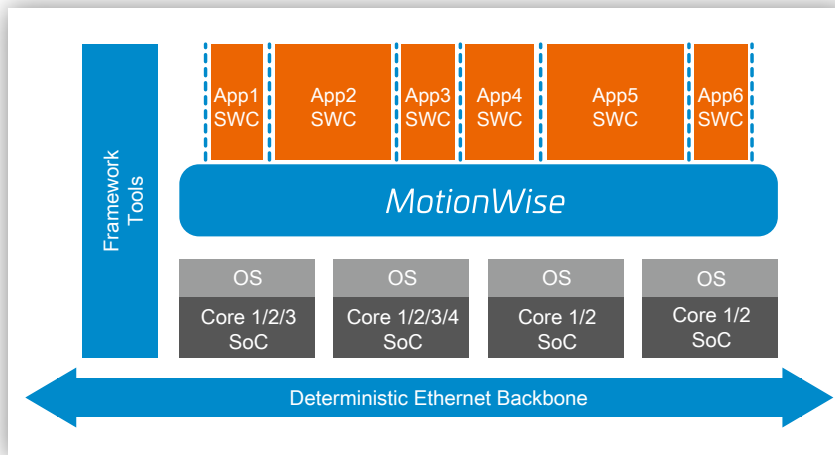 Framework
Tools
App1
SWC
App2
SWC
App3
SWC
App4
SWC
App5
SWC
App6
SWC
MotionWise
OS
Core 1/2/3
SoC
OS
Core 1/2/3/4
SoC
OS
Core 1/2
SoC
OS
Core 1/2
SoC
Deterministic Ethernet Backbone